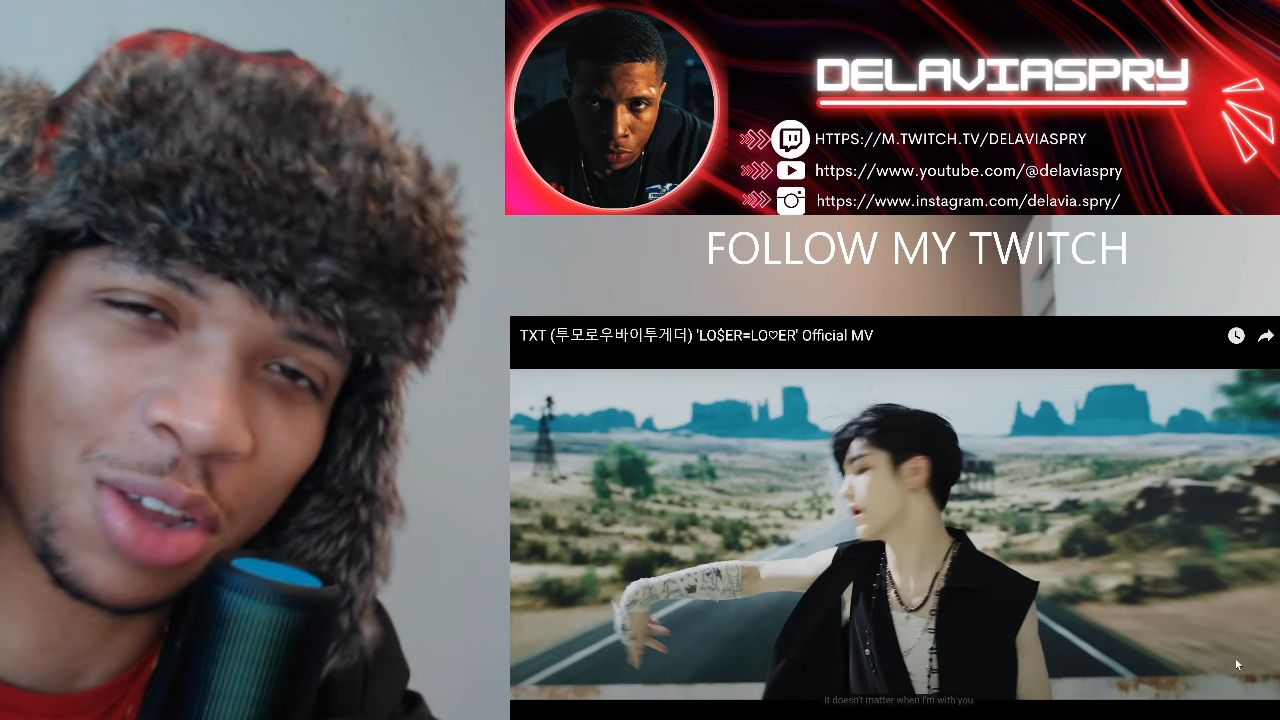 DELAVIASPRY
HTTPS://M.TWITCH.TV/DELAVIASPRY
https://www.youtube.com/@delaviaspry
https://www.instagram.com/delavia.spry/
FOLLOW MY TWITCH
TXT (투모로우바이투게더) 'LO$ER=LO♡ER' Official MV
It doesn't matter when I'm with you